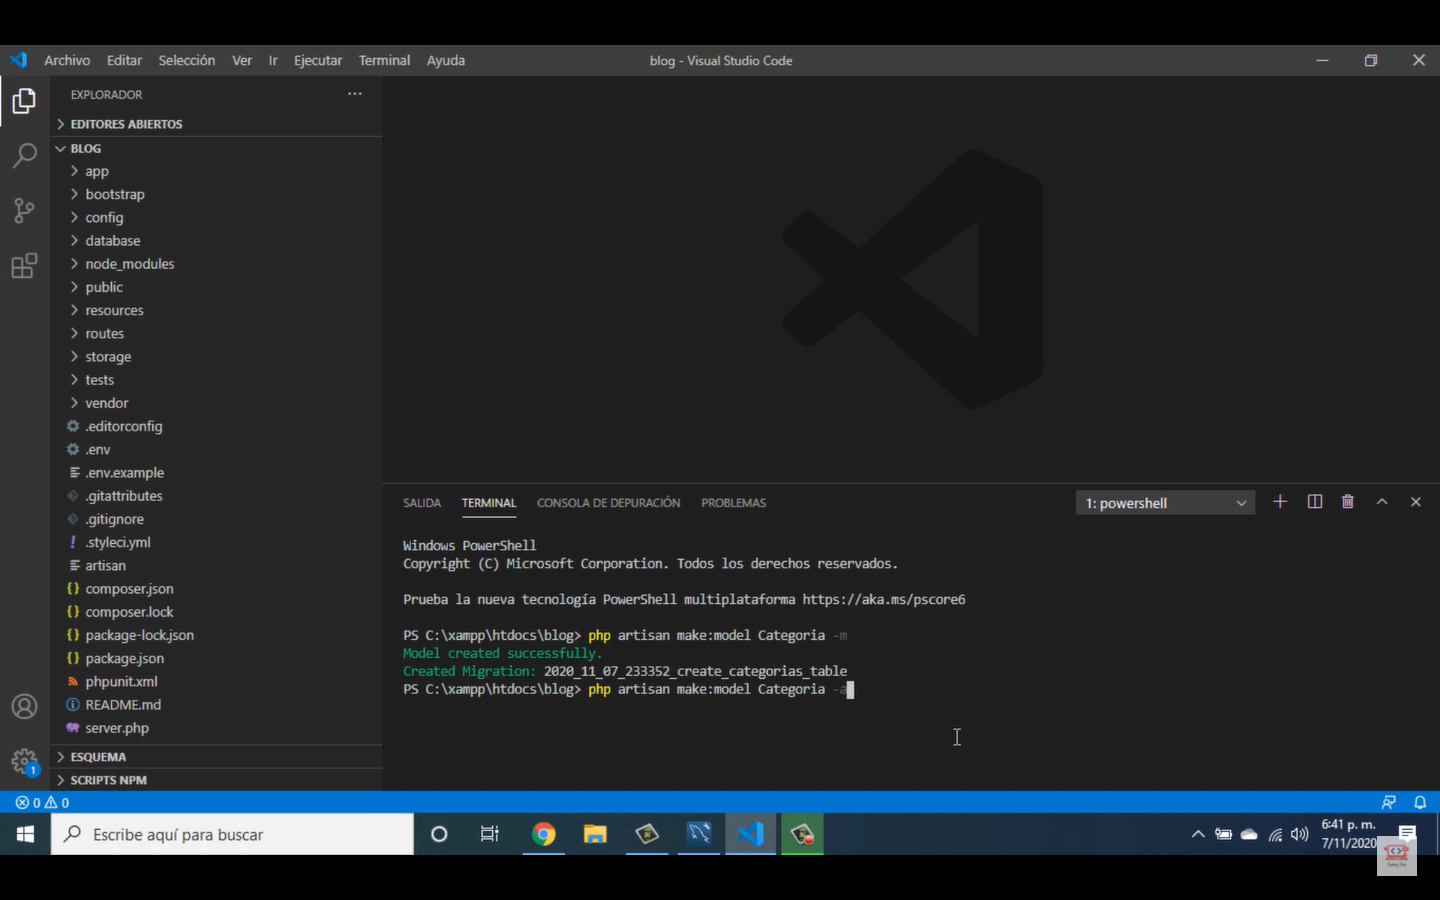 Archivo Editar Selección Ver Ir Ejecutar Terminal Ayuda
blog - Visual Studio Code
EXPLORADOR
EDITORES ABIERTOS
BLOG
app
bootstrap
config
database
node_modules
public
resources
routes
storage
tests
vendor
.editorconfig
.env
.env.example
.gitattributes
.gitignore
.styleci.yml
artisan
composer.json
composer.lock
package-lock.json
package.json
phpunit.xml
README.md
server.php
ESQUEMA
SCRIPTS NPM
SALIDA TERMINAL CONSOLA DE DEPURACIÓN PROBLEMAS
1: powershell
Windows PowerShell
Copyright (C) Microsoft Corporation. Todos los derechos reservados.
Prueba la nueva tecnología PowerShell multiplataforma https://aka.ms/pscore6
PS C:\xampp\htdocs\blog> php artisan make:model Categoria -m
Model created successfully.
Created Migration: 2020_11_07_233352_create_categorias_table
PS C:\xampp\htdocs\blog> php artisan make:model Categoria -a
1
0 0
Escribe aquí para buscar
6:41 p. m.
7/11/2020